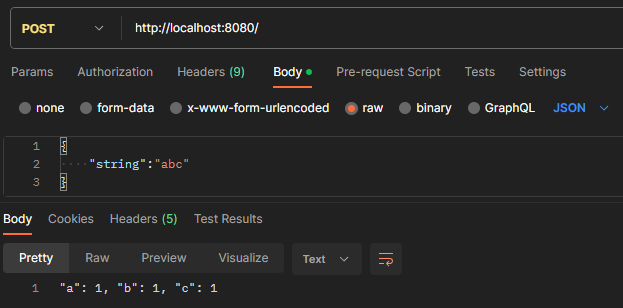 POST http://localhost:8080/
Params Authorization Headers (9) Body Pre-request Script Tests Settings
none form-data x-www-form-urlencoded raw binary GraphQL JSON
1 {
2 ····"string":"abc"
3 }
Body Cookies Headers (5) Test Results
Pretty Raw Preview Visualize Text
1 "a": 1, "b": 1, "c": 1